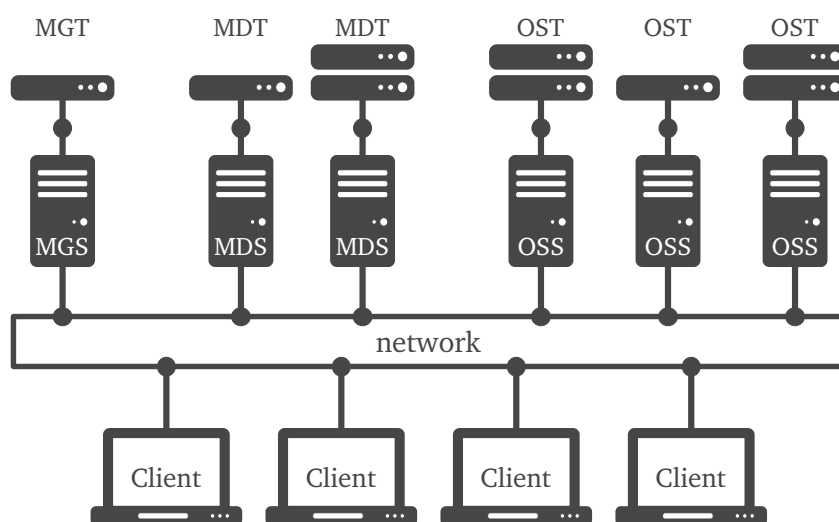 MGT MDT MDT OST OST OST
MGS MDS MDS OSS OSS OSS
network
Client Client Client Client